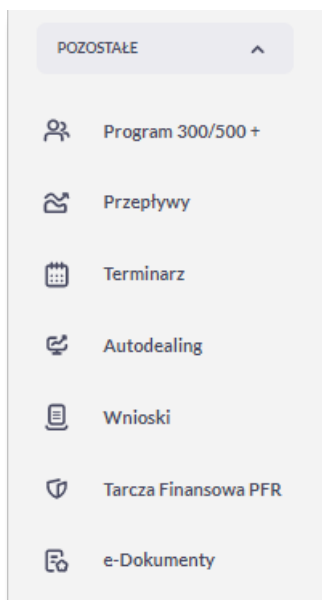 POZOSTAŁE
Program 300/500 +
Przepływy
Terminarz
Autodealing
Wnioski
Tarcza Finansowa PFR
e-Dokumenty